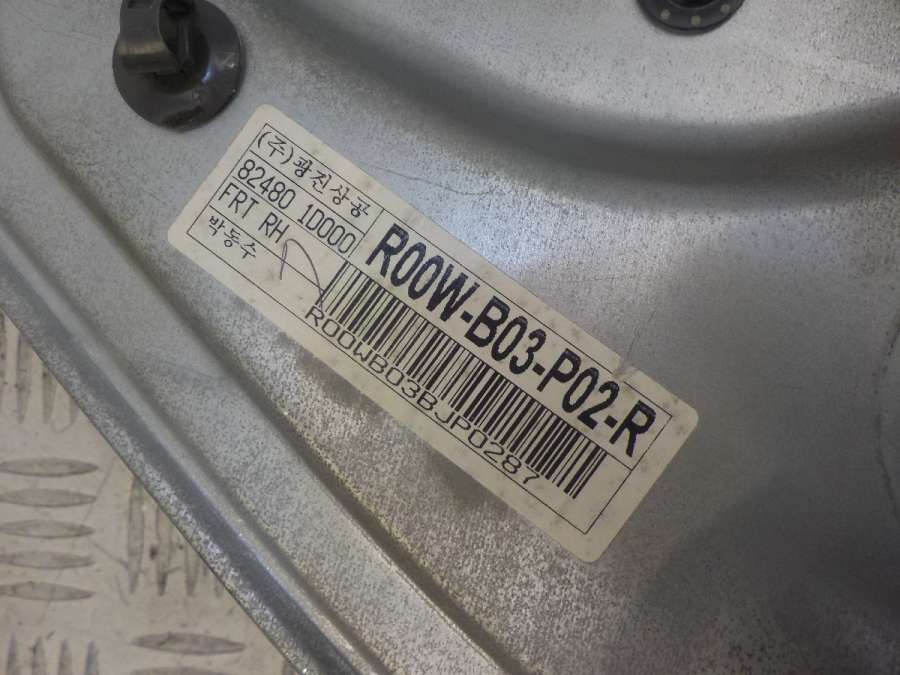 (주)광진상공
82480 1D000
FRT RH
박동수
R00W-B03-P02-R
R00WB03BJP0287